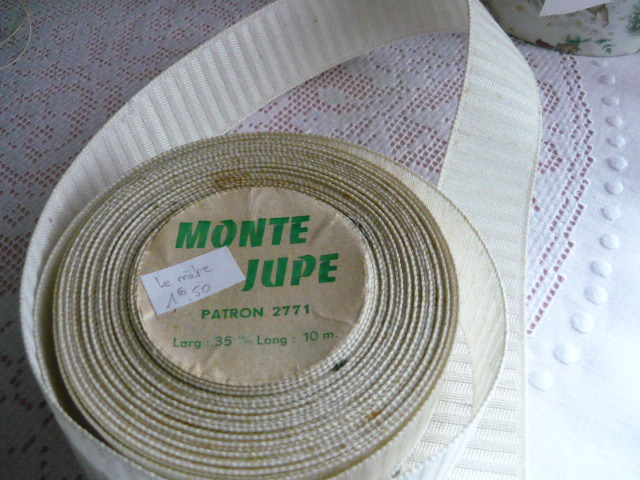 MONTE
JUPE
Le mètre
1€,50
PATRON 2771
Larg : 35 m/m Long : 10 m.